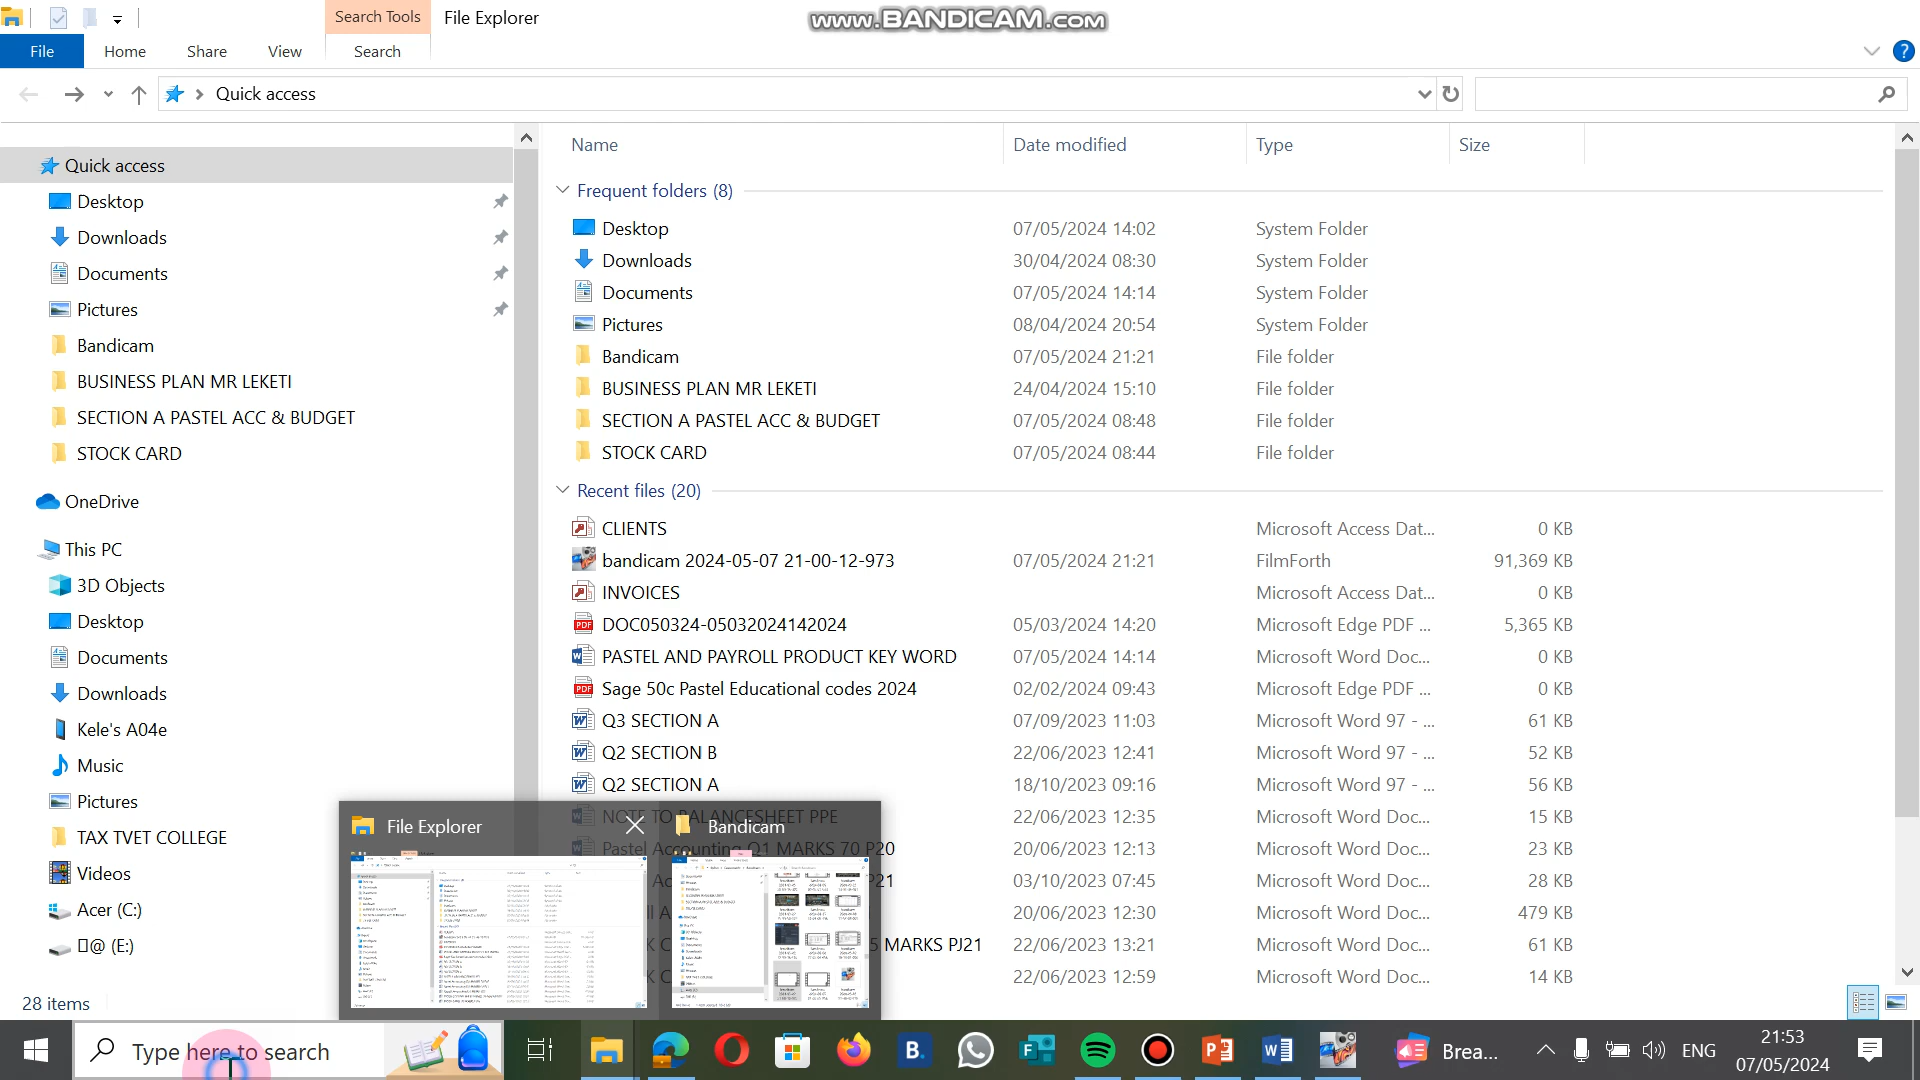 Search Tools
File Explorer
www.BANDICAM.com
File
Home
Share
View
Search
Quick access
Quick access
Desktop
Downloads
Documents
Pictures
Bandicam
BUSINESS PLAN MR LEKETI
SECTION A PASTEL ACC & BUDGET
STOCK CARD
OneDrive
This PC
3D Objects
Desktop
Documents
Downloads
Kele's A04e
Music
Pictures
TAX TVET COLLEGE
Videos
Acer (C:)
@ (E:)
28 items
Name Date modified Type Size
Frequent folders (8)
Desktop 07/05/2024 14:02 System Folder
Downloads 30/04/2024 08:30 System Folder
Documents 07/05/2024 14:14 System Folder
Pictures 08/04/2024 20:54 System Folder
Bandicam 07/05/2024 21:21 File folder
BUSINESS PLAN MR LEKETI 24/04/2024 15:10 File folder
SECTION A PASTEL ACC & BUDGET 07/05/2024 08:48 File folder
STOCK CARD 07/05/2024 08:44 File folder
Recent files (20)
CLIENTS Microsoft Access Dat... 0 KB
bandicam 2024-05-07 21-00-12-973 07/05/2024 21:21 FilmForth 91,369 KB
INVOICES Microsoft Access Dat... 0 KB
DOC050324-05032024142024 05/03/2024 14:20 Microsoft Edge PDF ... 5,365 KB
PASTEL AND PAYROLL PRODUCT KEY WORD 07/05/2024 14:14 Microsoft Word Doc... 0 KB
Sage 50c Pastel Educational codes 2024 02/02/2024 09:43 Microsoft Edge PDF ... 0 KB
Q3 SECTION A 07/09/2023 11:03 Microsoft Word 97 - ... 61 KB
Q2 SECTION B 22/06/2023 12:41 Microsoft Word 97 - ... 52 KB
Q2 SECTION A 18/10/2023 09:16 Microsoft Word 97 - ... 56 KB
NOTE TO BALANCESHEET PPE 22/06/2023 12:35 Microsoft Word Doc... 15 KB
Pastel Accounting Q1 MARKS 70 P20 20/06/2023 12:13 Microsoft Word Doc... 23 KB
P21 03/10/2023 07:45 Microsoft Word Doc... 28 KB
20/06/2023 12:30 Microsoft Word Doc... 479 KB
MARKS PJ21 22/06/2023 13:21 Microsoft Word Doc... 61 KB
22/06/2023 12:59 Microsoft Word Doc... 14 KB
File Explorer
Bandicam
Type here to search
Brea...
ENG
21:53
07/05/2024